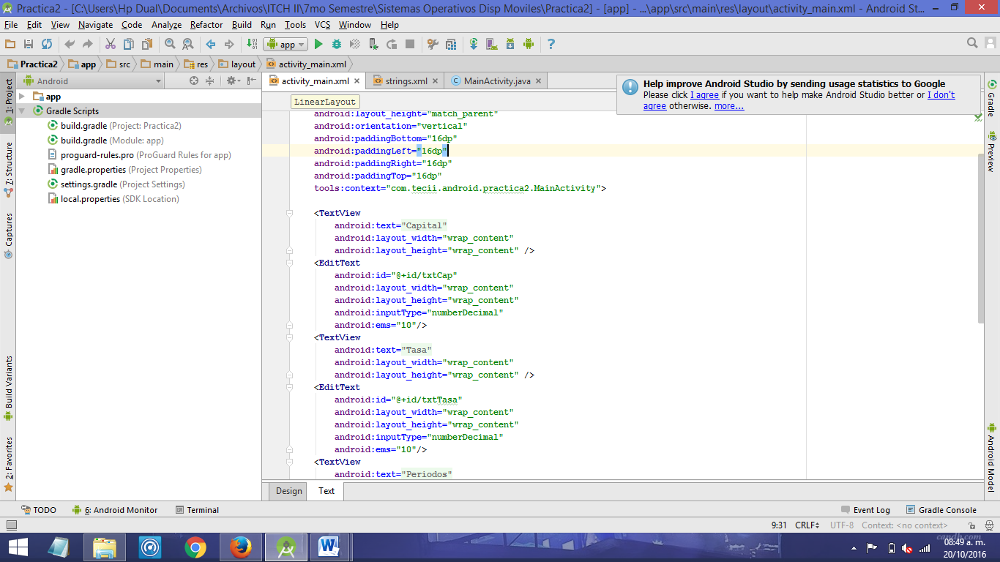 Practica2 - [C:\Users\Hp Dual\Documents\Archivos\ITCH II\7mo Semestre\Sistemas Operativos Disp Moviles\Practica2] - [app] - ...\app\src\main\res\layout\activity_main.xml - Android St...
File Edit View Navigate Code Analyze Refactor Build Run Tools VCS Window Help
app
Practica2 app src main res layout activity_main.xml
Android
activity_main.xml strings.xml MainActivity.java
Help improve Android Studio by sending usage statistics to Google
Please click I agree if you want to help make Android Studio better or I don't
agree otherwise. more...
1: Project
7: Structure
Captures
Build Variants
2: Favorites
app
Gradle Scripts
build.gradle (Project: Practica2)
build.gradle (Module: app)
proguard-rules.pro (ProGuard Rules for app)
gradle.properties (Project Properties)
settings.gradle (Project Settings)
local.properties (SDK Location)
LinearLayout
android:layout_height="match_parent"
android:orientation="vertical"
android:paddingBottom="16dp"
android:paddingLeft="16dp"
android:paddingRight="16dp"
android:paddingTop="16dp"
tools:context="com.tecii.android.practica2.MainActivity">
<TextView
android:text="Capital"
android:layout_width="wrap_content"
android:layout_height="wrap_content" />
<EditText
android:id="@+id/txtCap"
android:layout_width="wrap_content"
android:layout_height="wrap_content"
android:inputType="numberDecimal"
android:ems="10"/>
<TextView
android:text="Tasa"
android:layout_width="wrap_content"
android:layout_height="wrap_content" />
<EditText
android:id="@+id/txtTasa"
android:layout_width="wrap_content"
android:layout_height="wrap_content"
android:inputType="numberDecimal"
android:ems="10"/>
<TextView
android:text="Periodos"
Gradle
Preview
Android Model
Design Text
TODO 6: Android Monitor Terminal Event Log Gradle Console
9:31 CRLF÷ UTF-8 Context: <no context>
candh.com
08:49 a. m.
20/10/2016